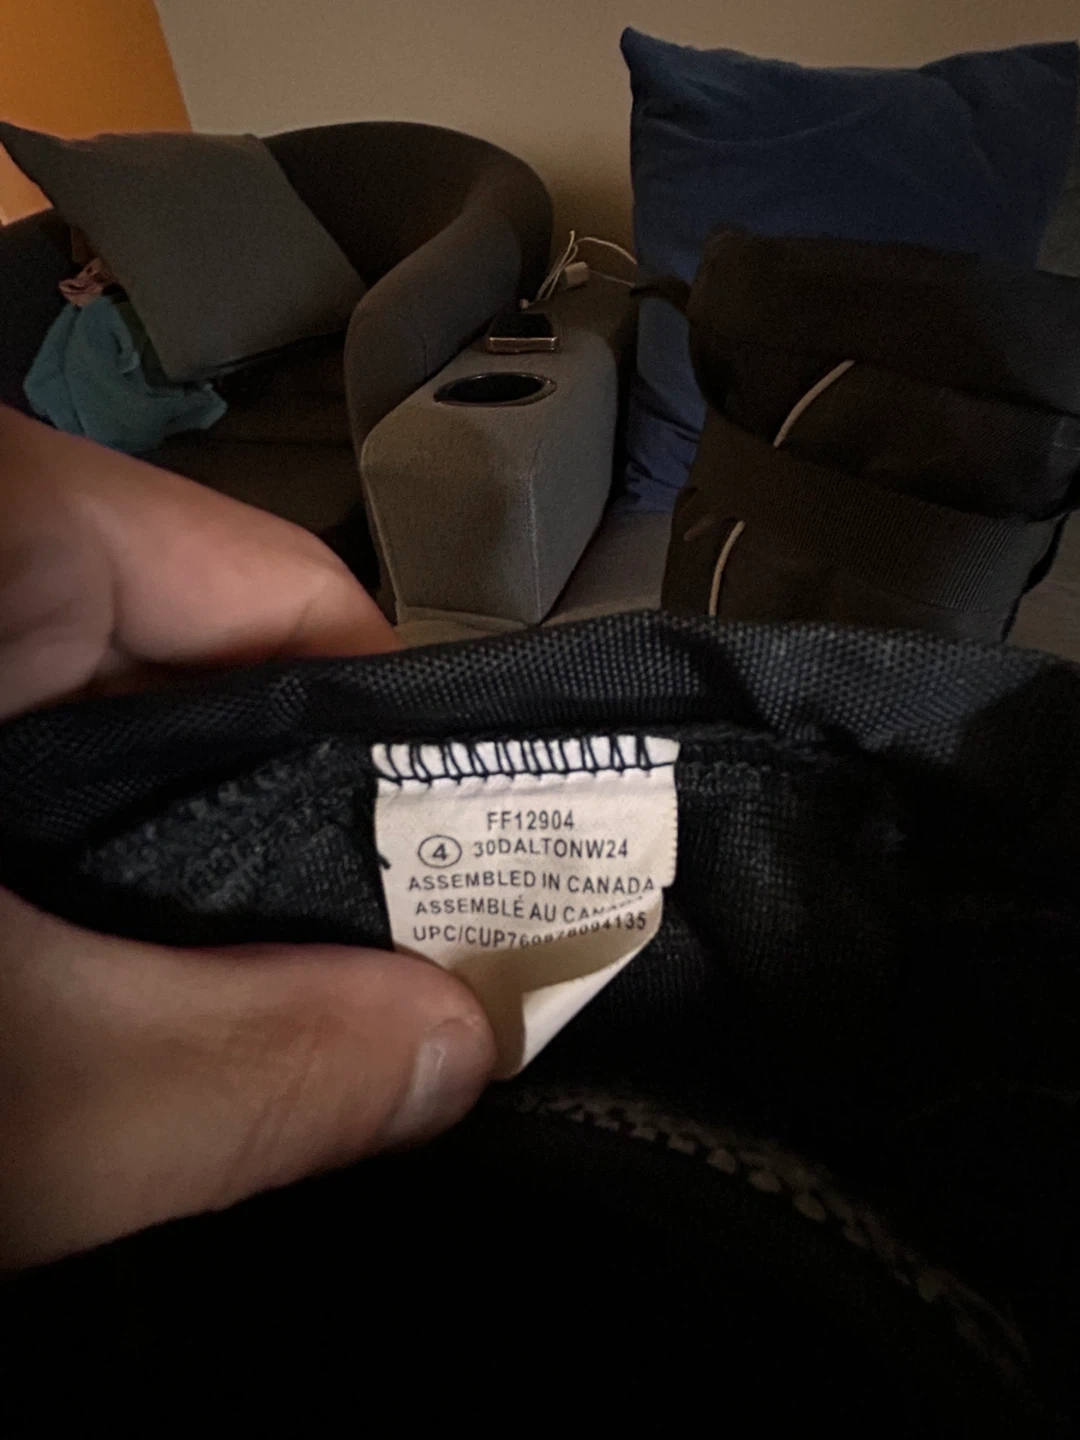 FF12904
4 30DALTONW24
ASSEMBLED IN CANADA
ASSEMBLÉ AU
UPC/CUP